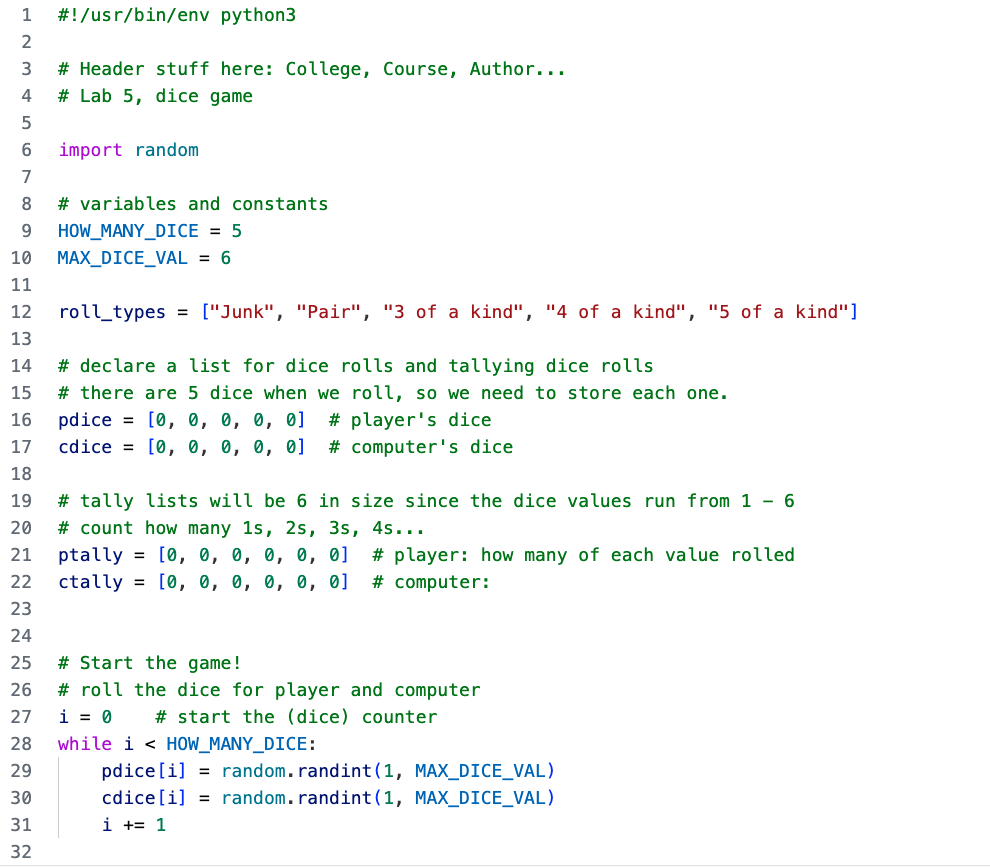 1 #!/usr/bin/env python3
2
3 # Header stuff here: College, Course, Author...
4 # Lab 5, dice game
5
6 import random
7
8 # variables and constants
9 HOW_MANY_DICE = 5
10 MAX_DICE_VAL = 6
11
12 roll_types = ["Junk", "Pair", "3 of a kind", "4 of a kind", "5 of a kind"]
13
14 # declare a list for dice rolls and tallying dice rolls
15 # there are 5 dice when we roll, so we need to store each one.
16 pdice = [0, 0, 0, 0, 0]  # player's dice
17 cdice = [0, 0, 0, 0, 0]  # computer's dice
18
19 # tally lists will be 6 in size since the dice values run from 1 – 6
20 # count how many 1s, 2s, 3s, 4s...
21 ptally = [0, 0, 0, 0, 0, 0]  # player: how many of each value rolled
22 ctally = [0, 0, 0, 0, 0, 0]  # computer:
23
24
25 # Start the game!
26 # roll the dice for player and computer
27 i = 0    # start the (dice) counter
28 while i < HOW_MANY_DICE:
29     pdice[i] = random.randint(1, MAX_DICE_VAL)
30     cdice[i] = random.randint(1, MAX_DICE_VAL)
31     i += 1
32